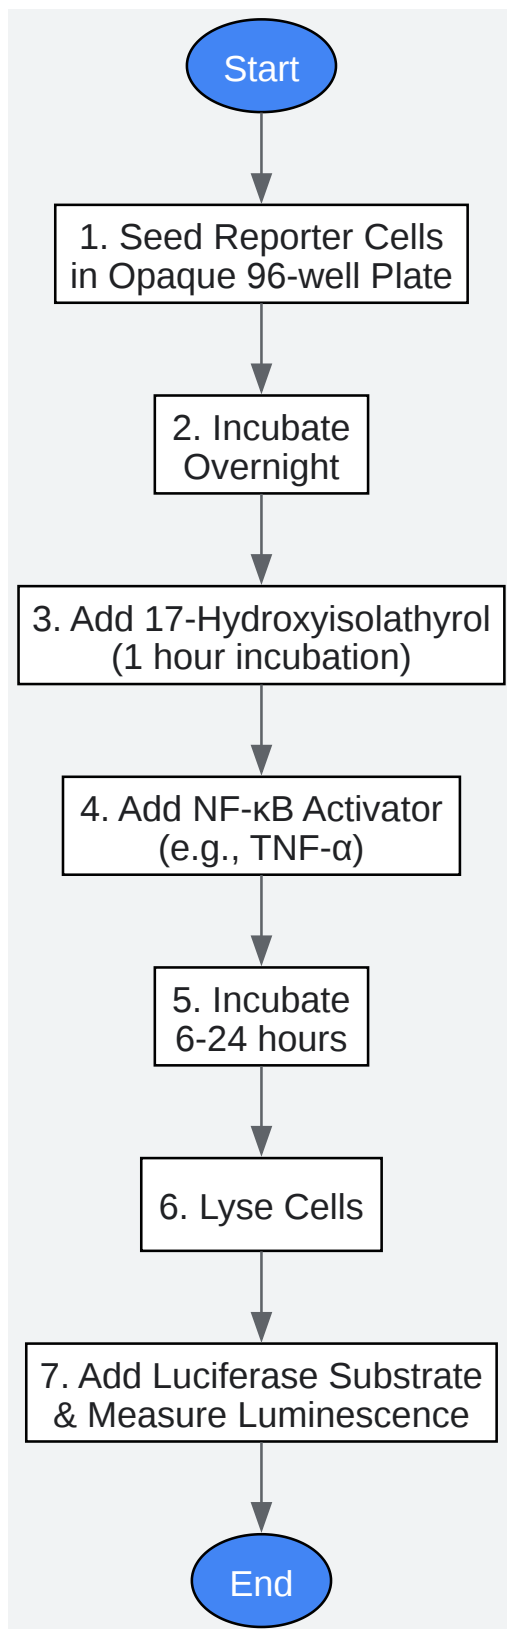 Start
1. Seed Reporter Cells
in Opaque 96-well Plate
2. Incubate
Overnight
3. Add 17-Hydroxyisolathyrol
(1 hour incubation)
4. Add NF-κB Activator
(e.g., TNF-α)
5. Incubate
6-24 hours
6. Lyse Cells
7. Add Luciferase Substrate
& Measure Luminescence
End